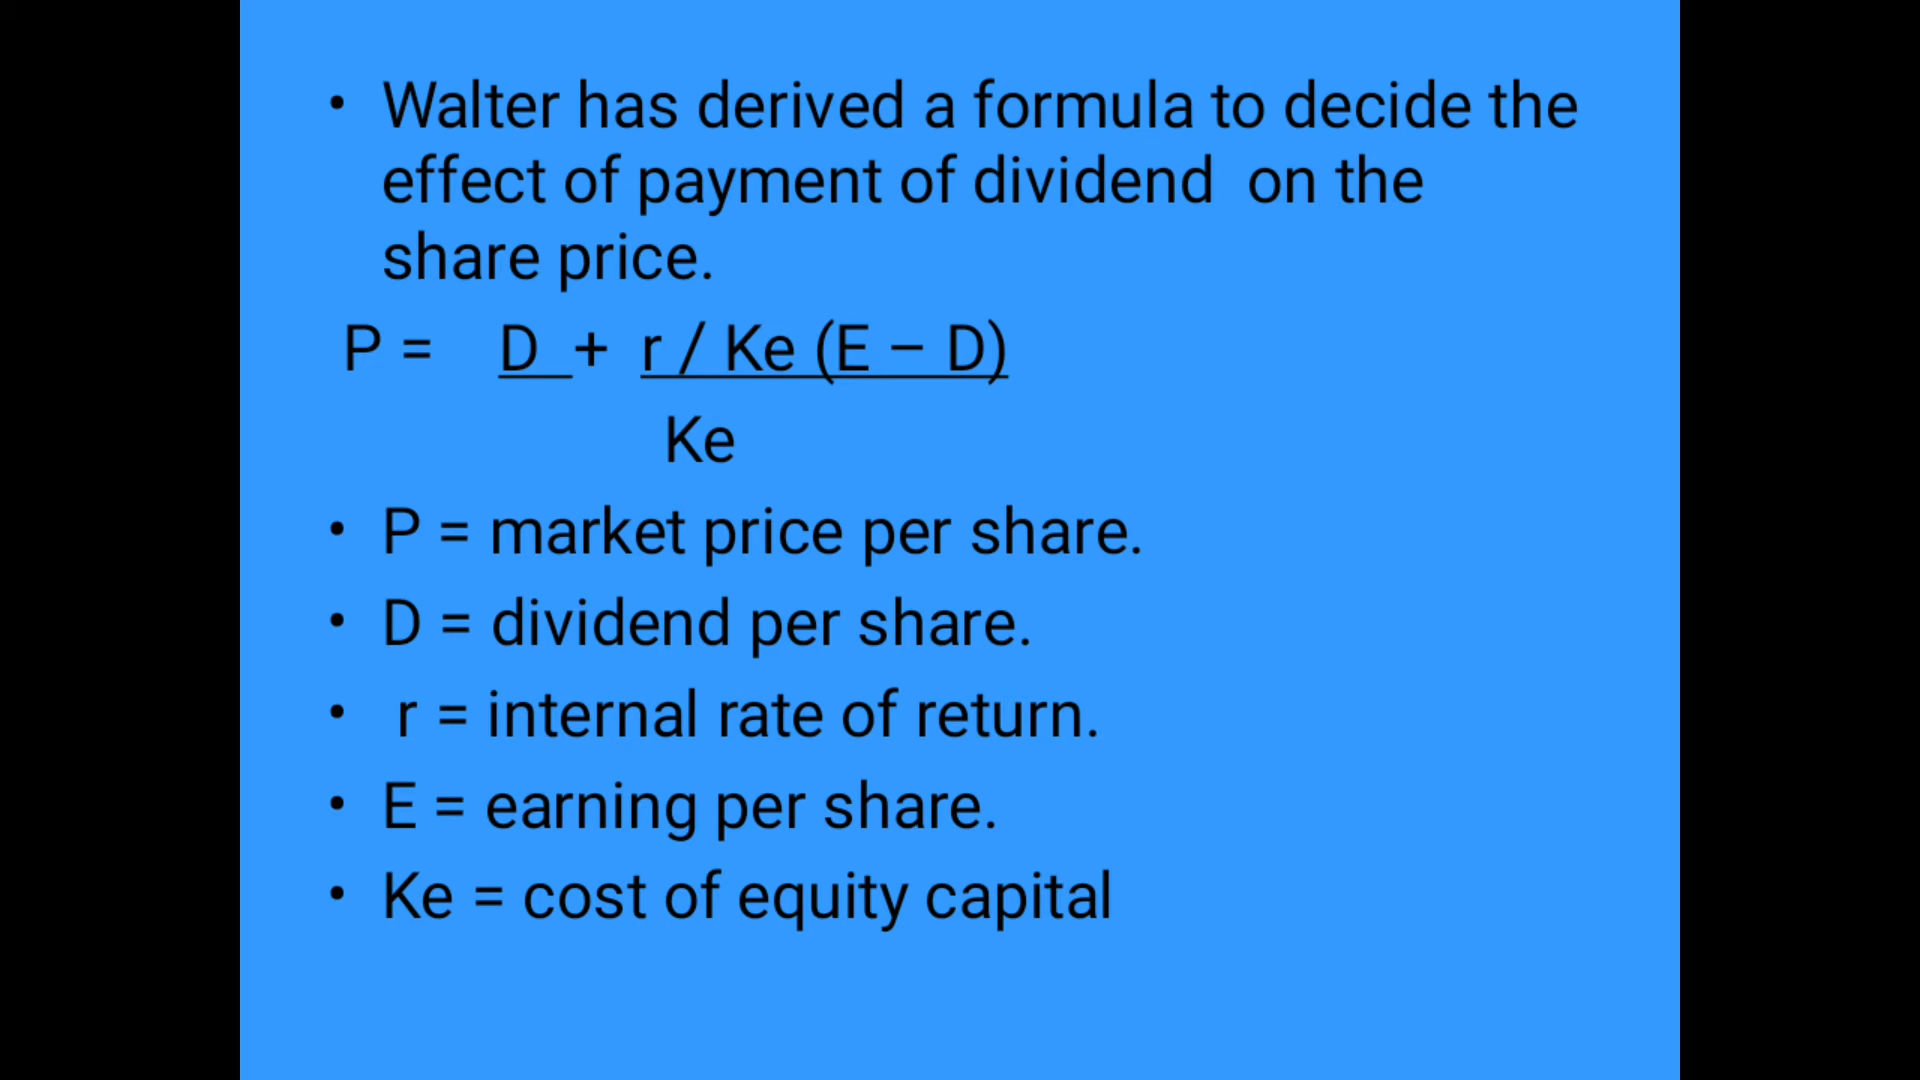 • Walter has derived a formula to decide the
effect of payment of dividend  on the
share price.
P =    D  +  r / Ke (E – D)
Ke
• P = market price per share.
• D = dividend per share.
•  r = internal rate of return.
• E = earning per share.
• Ke = cost of equity capital